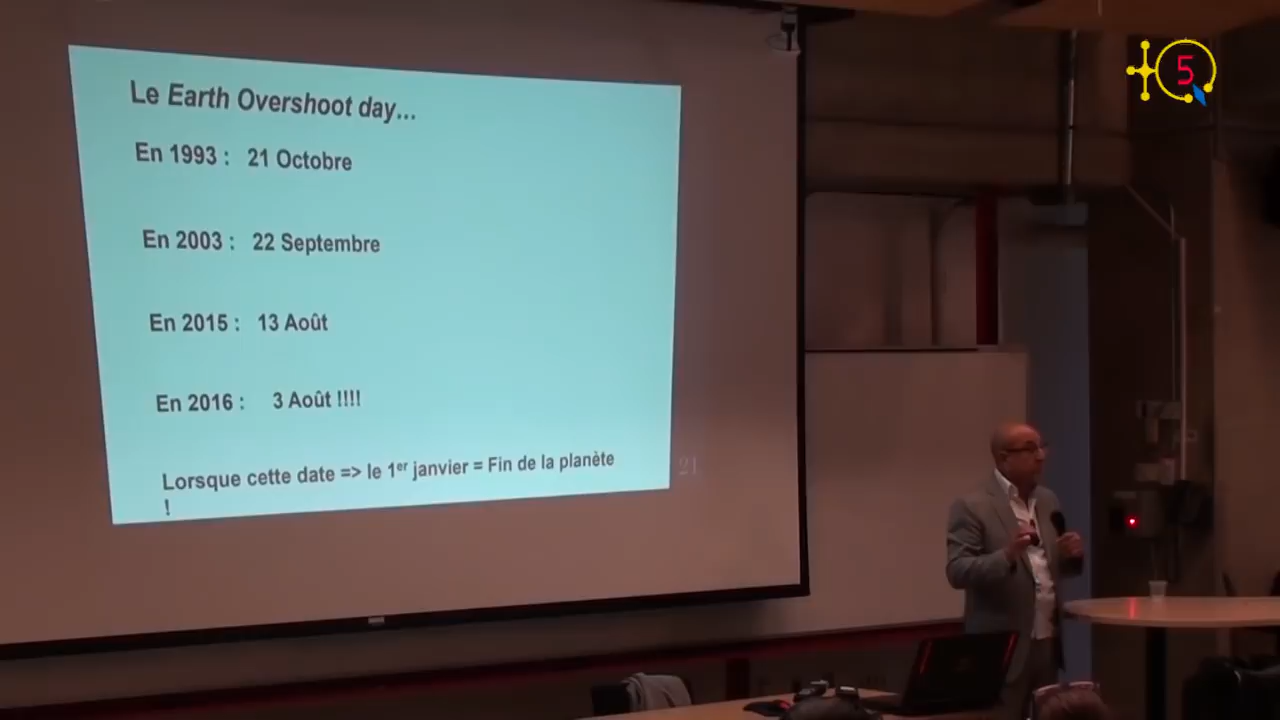 5
Le Earth Overshoot day...
En 1993 : 21 Octobre
En 2003 : 22 Septembre
En 2015 : 13 Août
En 2016 : 3 Août !!!!
Lorsque cette date => le 1er janvier = Fin de la planète
!
21